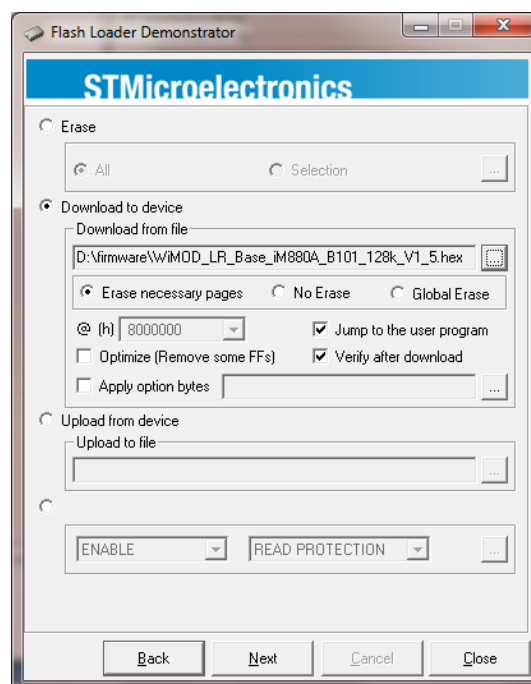 Flash Loader Demonstrator
STMicroelectronics
Erase
All Selection ...
Download to device
Download from file
D:\firmware\WiMOD_LR_Base_iM880A_B101_128k_V1_5.hex ...
Erase necessary pages No Erase Global Erase
@ (h) 8000000 Jump to the user program
Optimize (Remove some FFs) Verify after download
Apply option bytes ...
Upload from device
Upload to file
...
ENABLE READ PROTECTION ...
Back Next Cancel Close